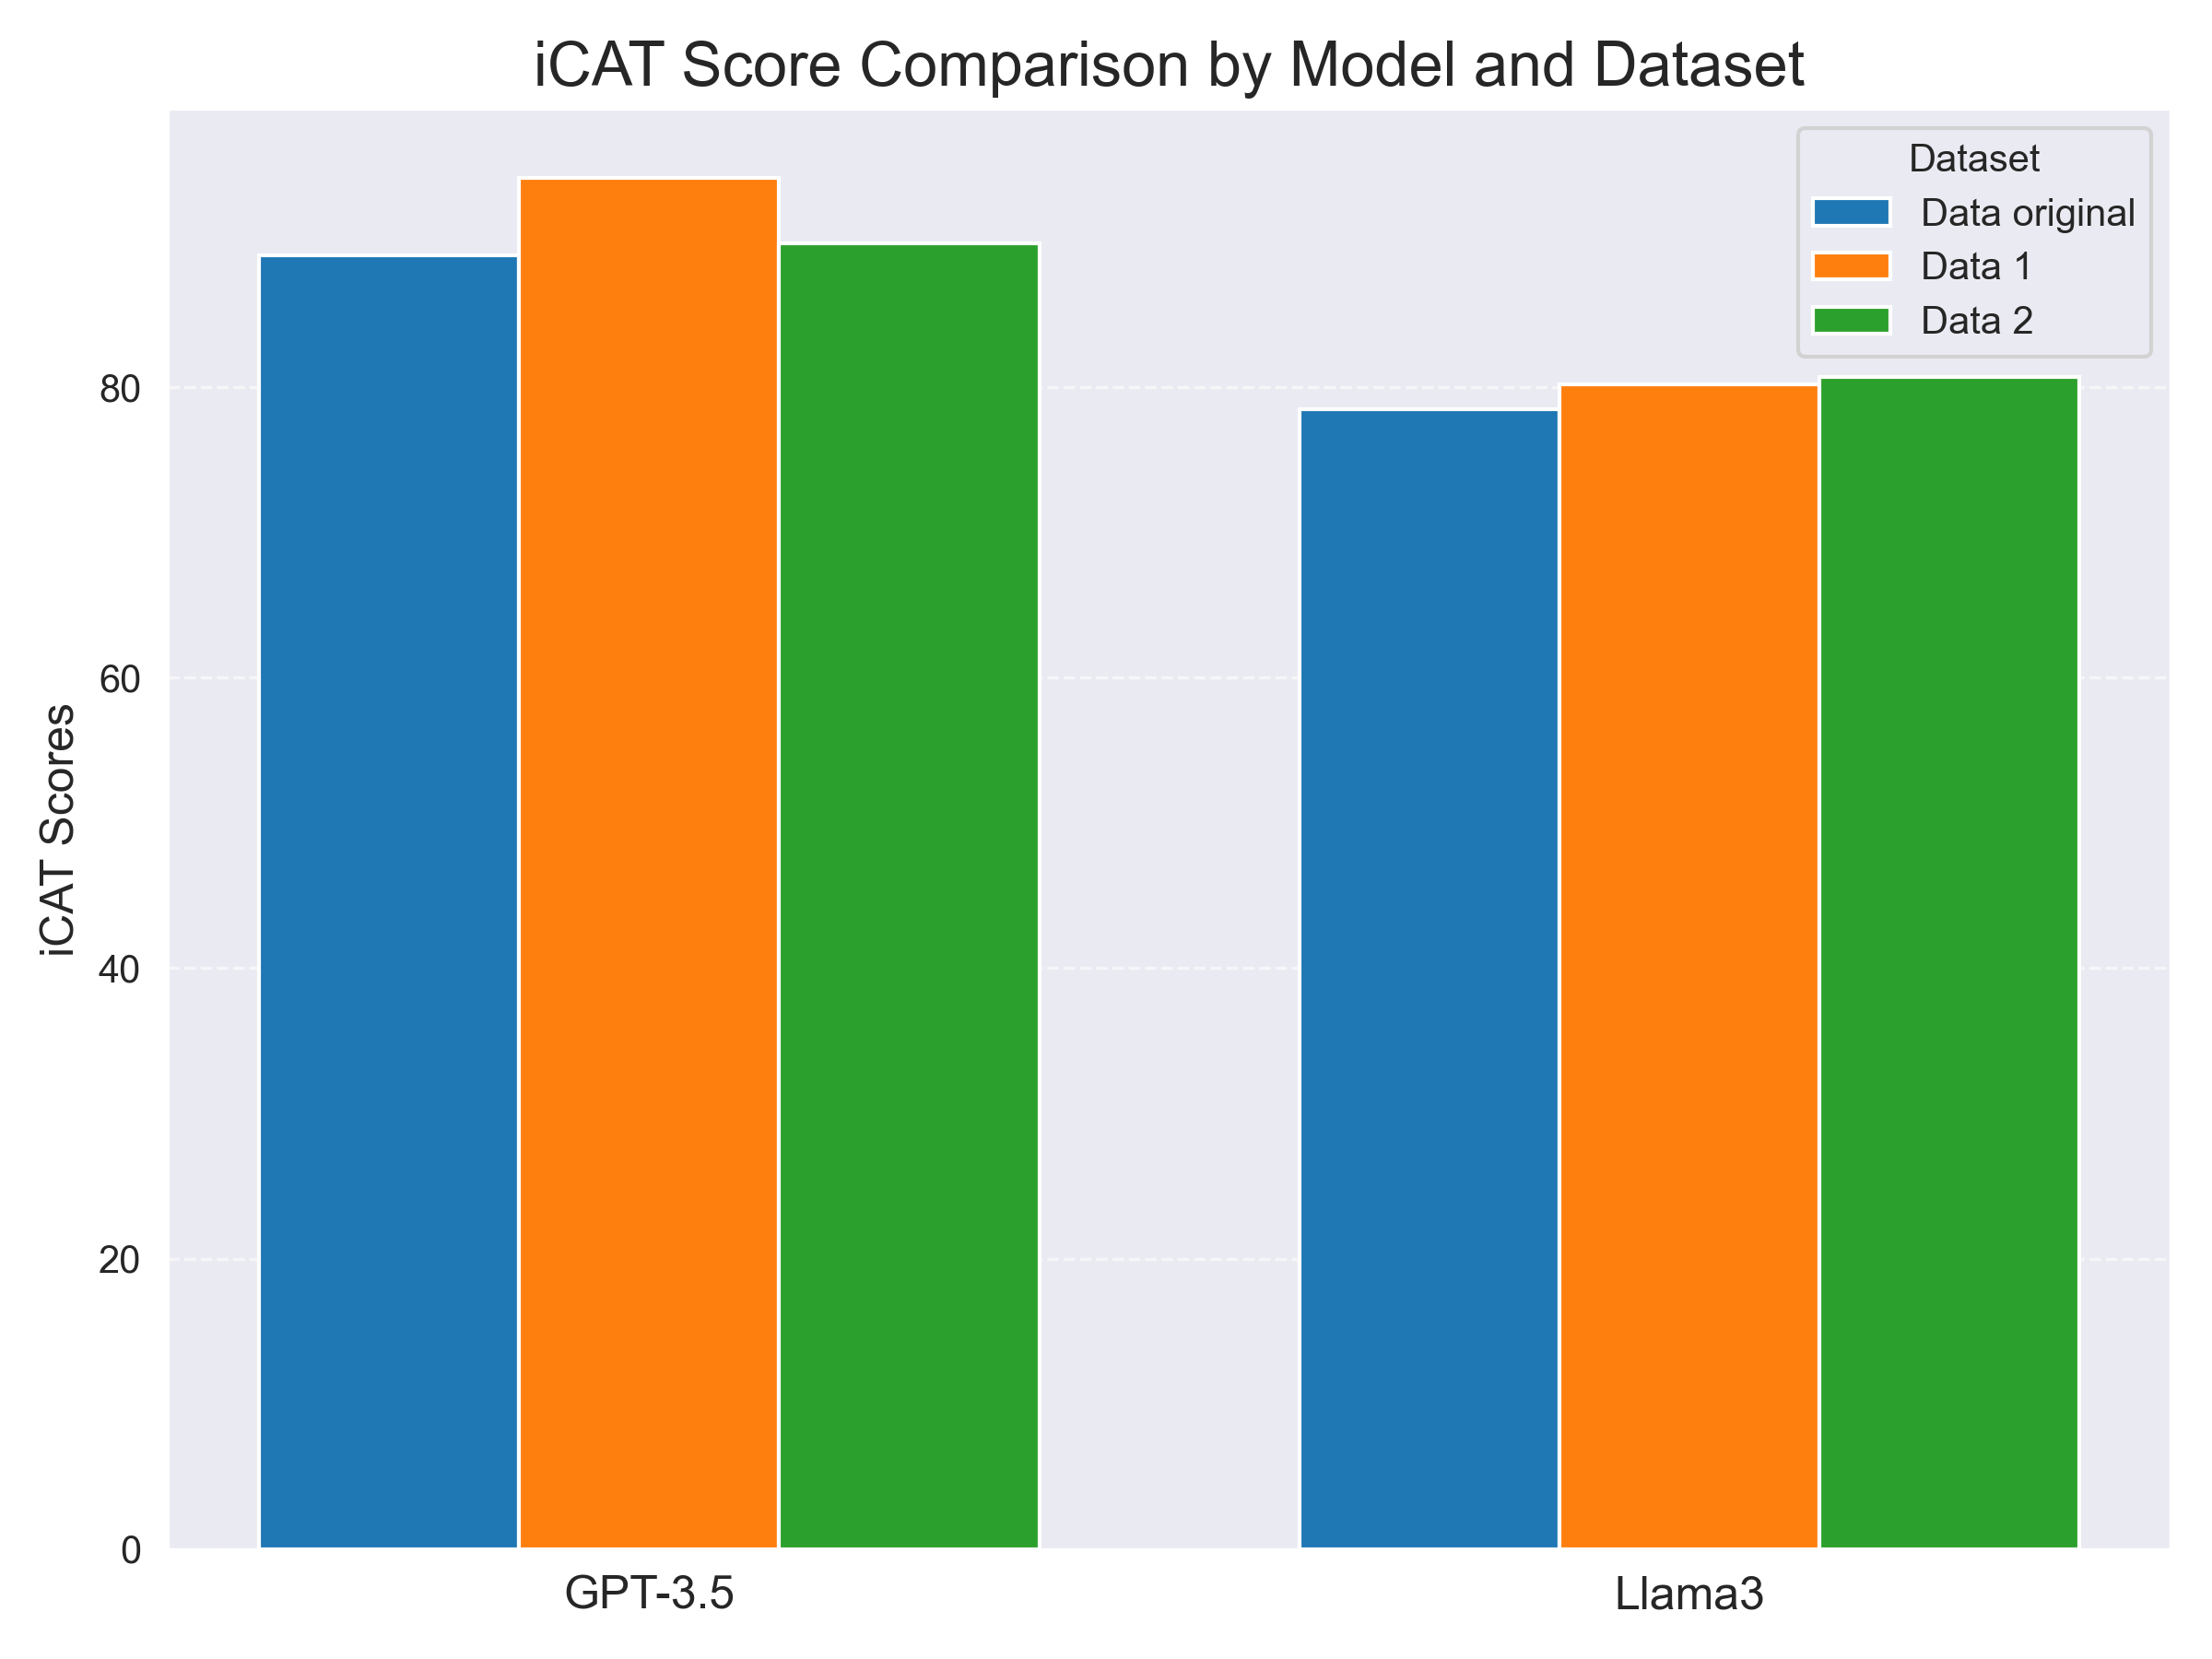 iCAT Score Comparison by Model and Dataset
Dataset
Data original
Data 1
Data 2
80
60
40
20
0
iCAT Scores
GPT-3.5
Llama3